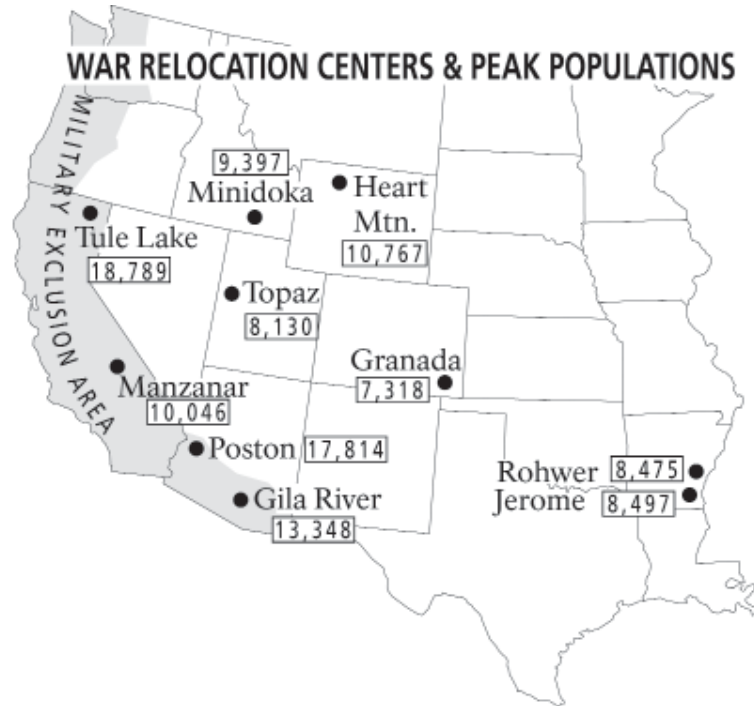 WAR RELOCATION CENTERS & PEAK POPULATIONS
MILITARY EXCLUSION AREA
9,397
Minidoka
Heart
Mtn.
10,767
Tule Lake
18,789
Topaz
8,130
Granada
7,318
Manzanar
10,046
Poston 17,814
Gila River
13,348
Rohwer 8,475
Jerome 8,497